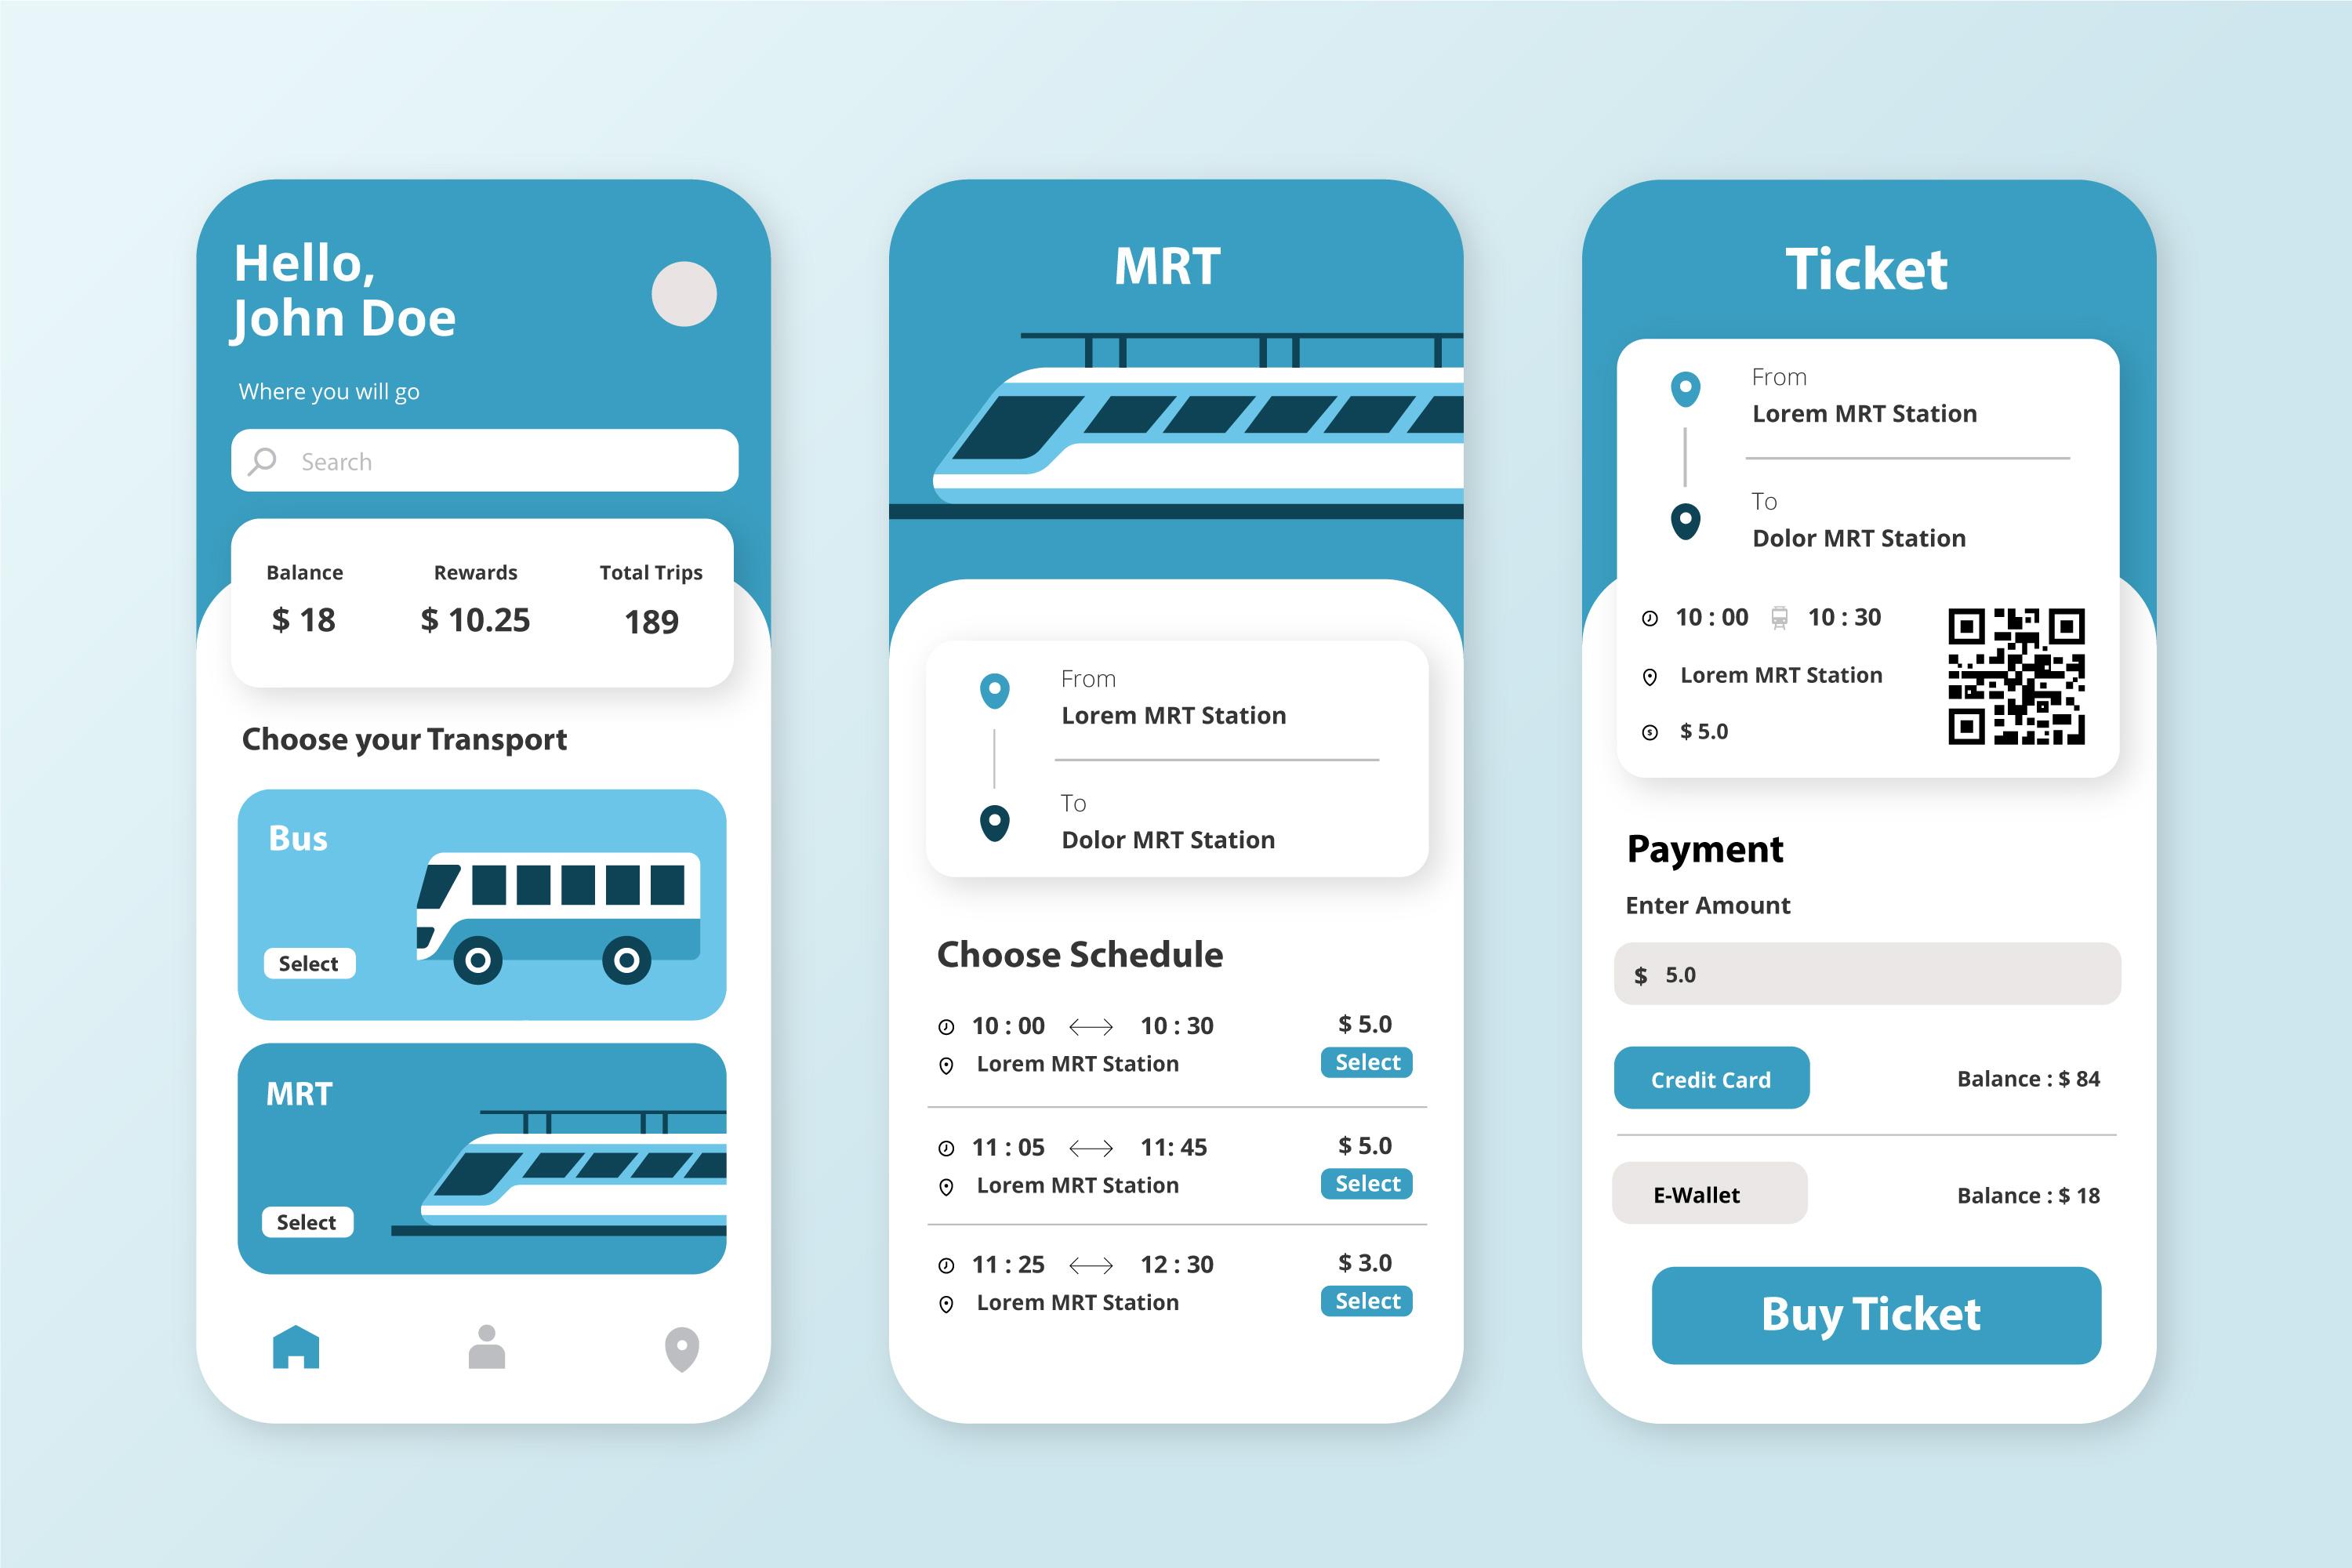 Hello,
John Doe
Where you will go
Search
Balance Rewards Total Trips
$ 18 $ 10.25 189
Choose your Transport
Bus
Select
MRT
Select
MRT
From
Lorem MRT Station
To
Dolor MRT Station
Choose Schedule
10 : 00 10 : 30 $ 5.0
Lorem MRT Station Select
11 : 05 11: 45 $ 5.0
Lorem MRT Station Select
11 : 25 12 : 30 $ 3.0
Lorem MRT Station Select
Ticket
From
Lorem MRT Station
To
Dolor MRT Station
10 : 00 10 : 30
Lorem MRT Station
$ $ 5.0
Payment
Enter Amount
$ 5.0
Credit Card Balance : $ 84
E-Wallet Balance : $ 18
Buy Ticket